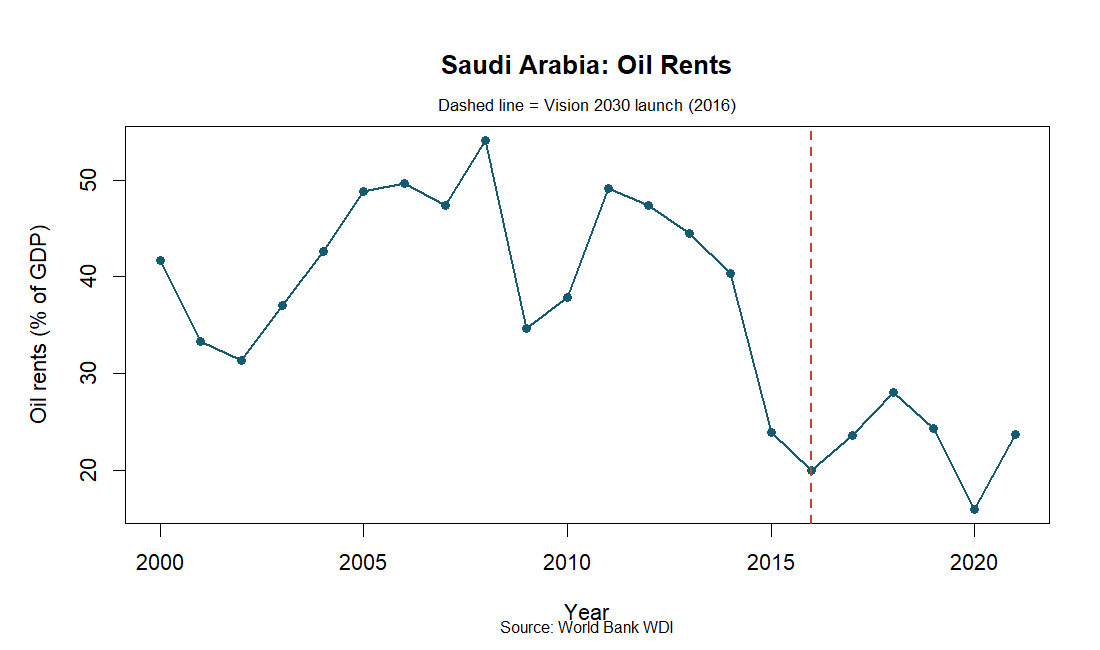 Saudi Arabia: Oil Rents
Dashed line = Vision 2030 launch (2016)
Oil rents (% of GDP)
50
40
30
20
2000
2005
2010
2015
2020
Year
Source: World Bank WDI